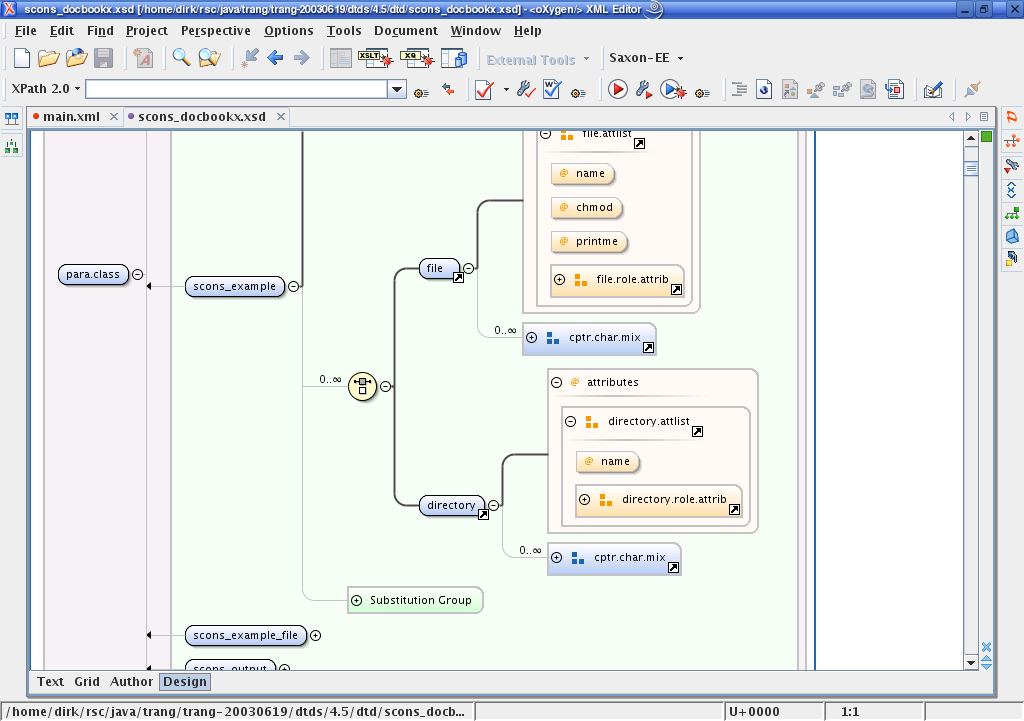 scons_docbookx.xsd [/home/dirk/rsc/java/trang/trang-20030619/dtds/4.5/dtd/scons_docbookx.xsd] - <oXygen/> XML Editor
File Edit Find Project Perspective Options Tools Document Window Help
XSLT XQ External Tools Saxon-EE
XPath 2.0
main.xml scons_docbookx.xsd
file.attlist
@ name
@ chmod
@ printme
file
para.class
file.role.attrib
scons_example
0..∞ cptr.char.mix
0..∞
@ attributes
directory.attlist
@ name
directory
directory.role.attrib
0..∞ cptr.char.mix
Substitution Group
scons_example_file
scons_output
Text Grid Author Design
/home/dirk/rsc/java/trang/trang-20030619/dtds/4.5/dtd/scons_docb... U+0000 1:1